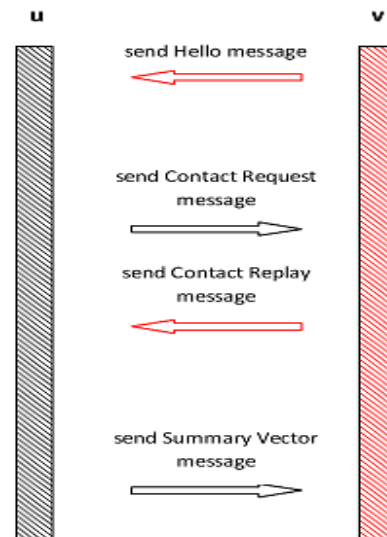 u v
send Hello message
send Contact Request
message
send Contact Replay
message
send Summary Vector
message